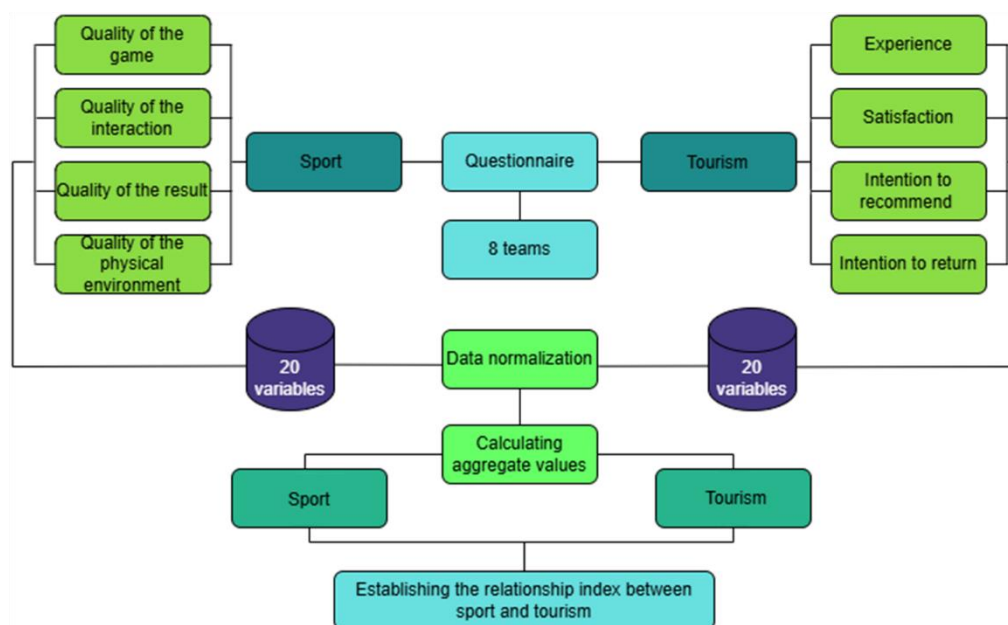 Quality of the
game
Quality of the
interaction
Quality of the result
Quality of the
physical
environment
Sport
Questionnaire
8 teams
Tourism
Experience
Satisfaction
Intention to
recommend
Intention to return
20
variables
Data normalization
20
variables
Calculating
aggregate values
Sport
Tourism
Establishing the relationship index between
sport and tourism